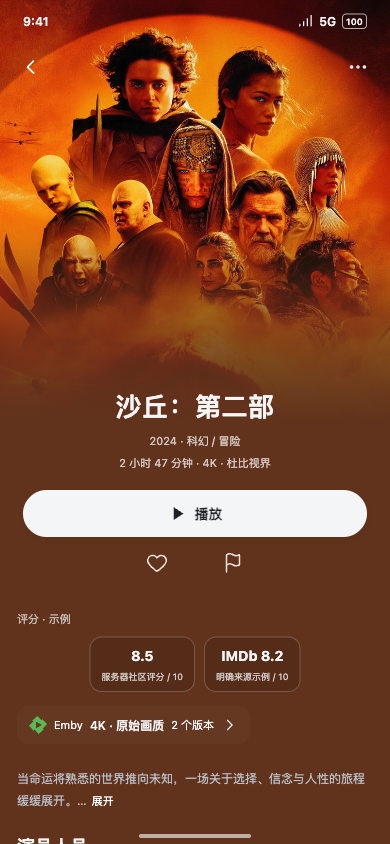 9:41
5G 100
沙丘：第二部
2024 · 科幻 / 冒险
2 小时 47 分钟 · 4K · 杜比视界
播放
评分 · 示例
8.5
服务器社区评分 / 10
IMDb 8.2
明确来源示例 / 10
Emby 4K · 原始画质 2 个版本
当命运将熟悉的世界推向未知，一场关于选择、信念与人性的旅程
缓缓展开。... 展开
演员人员